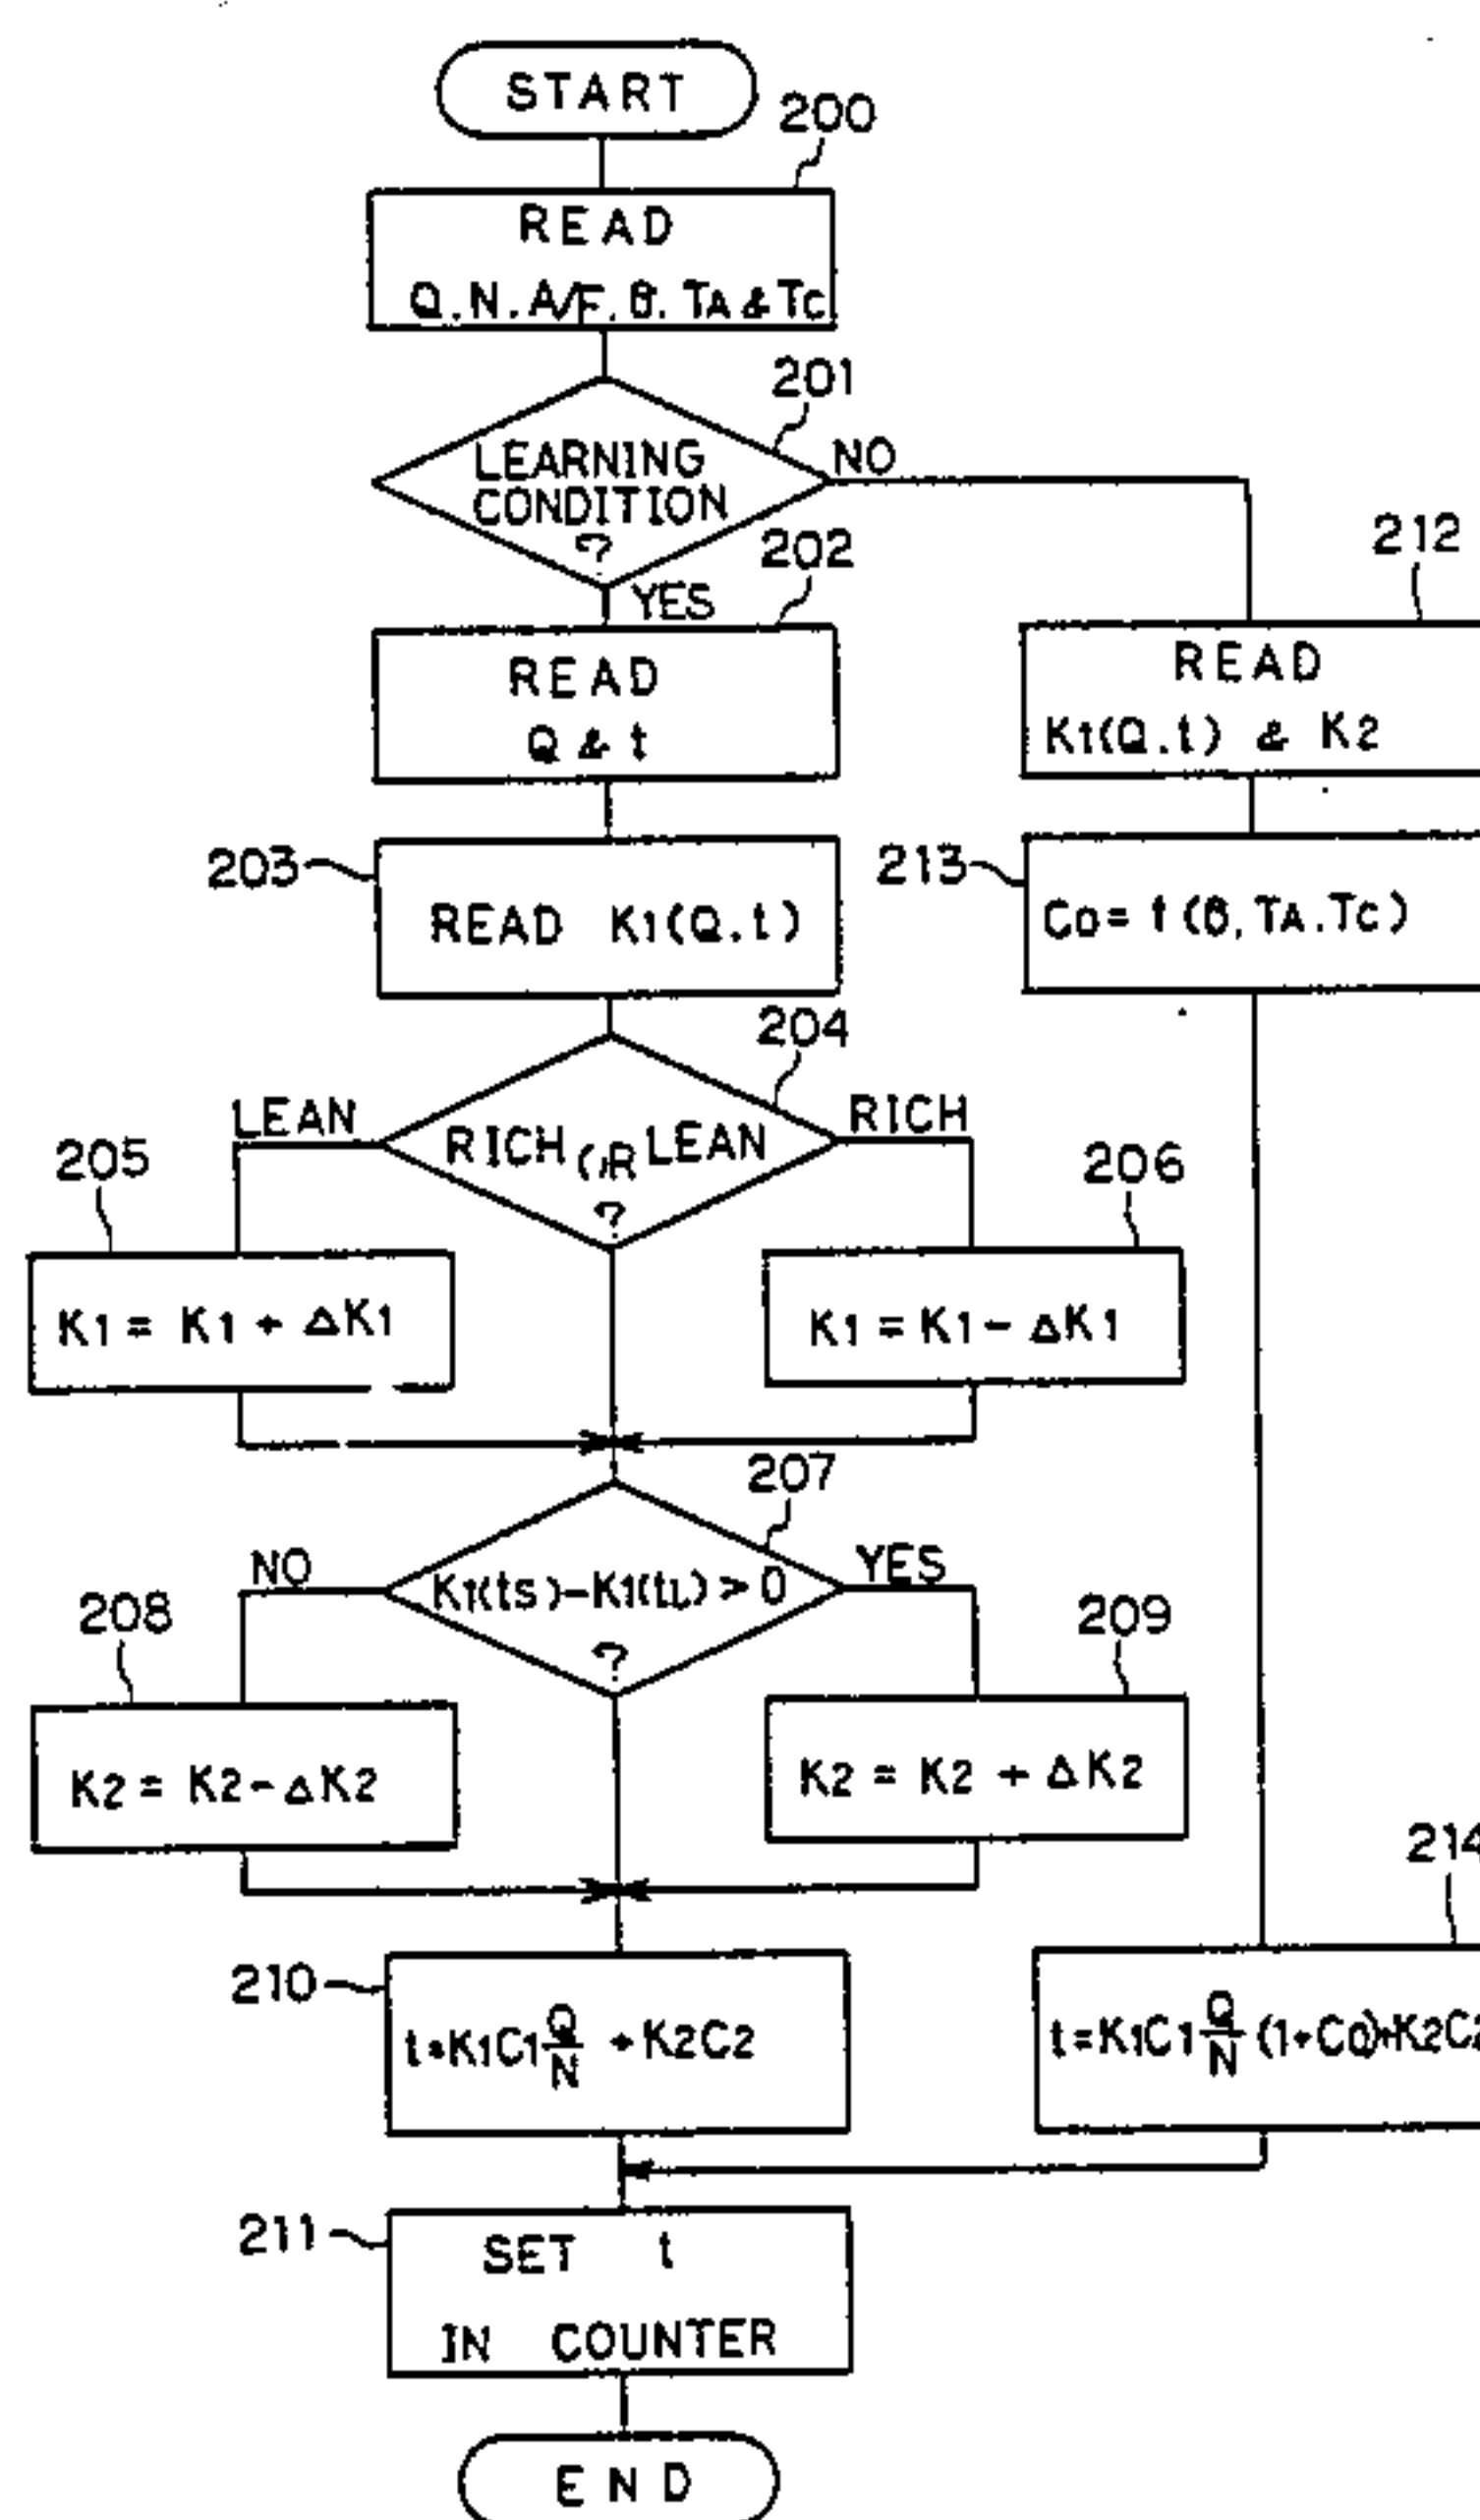 START
200
READ
Q, N, A/F, θ, TA & TC
201
LEARNING
CONDITION
?
NO
YES
202
READ
Q & t
212
READ
K1(Q,t) & K2
203
READ K1(Q,t)
213
C0 = f (θ, TA, TC)
204
RICH LEAN
?
LEAN
RICH
205
K1 = K1 + ΔK1
206
K1 = K1 - ΔK1
207
K1(tS) - K1(tL) > 0
?
NO
YES
208
K2 = K2 - ΔK2
209
K2 = K2 + ΔK2
210
t = K1C1 Q/N + K2C2
214
t = K1C1 Q/N (1+C0)+K2C2
211
SET t
IN COUNTER
END